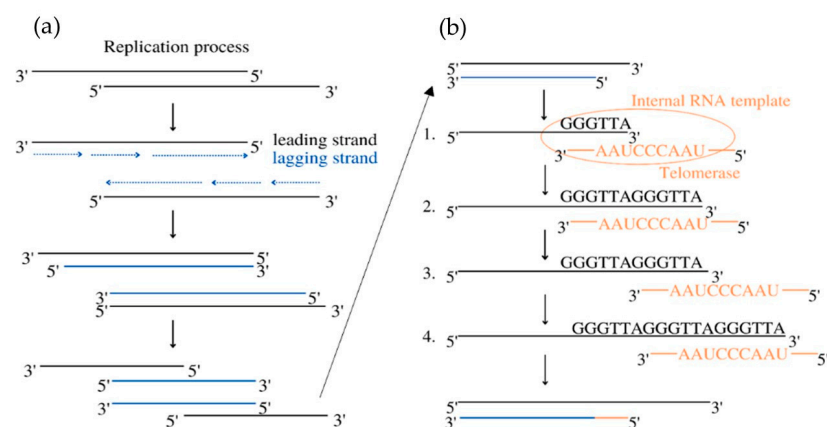 (a)
Replication process
3' 5'
5' 3'
3' 5'
leading strand
lagging strand
5' 3'
3' 5'
5' 3'
3' 5'
5' 3'
3' 5'
5' 3'
3' 5'
5' 3'
(b)
5' 3'
3' 5'
Internal RNA template
GGGTTA
1. 5' 3'
3' AAUCCCAAU 5'
Telomerase
GGGTTAGGGTTA
2. 5' 3'
3' AAUCCCAAU 5'
GGGTTAGGGTTA
3. 5' 3'
3' AAUCCCAAU 5'
GGGTTAGGGTTAGGGTTA
4. 5' 3'
3' AAUCCCAAU 5'
5' 3'
3' 5'